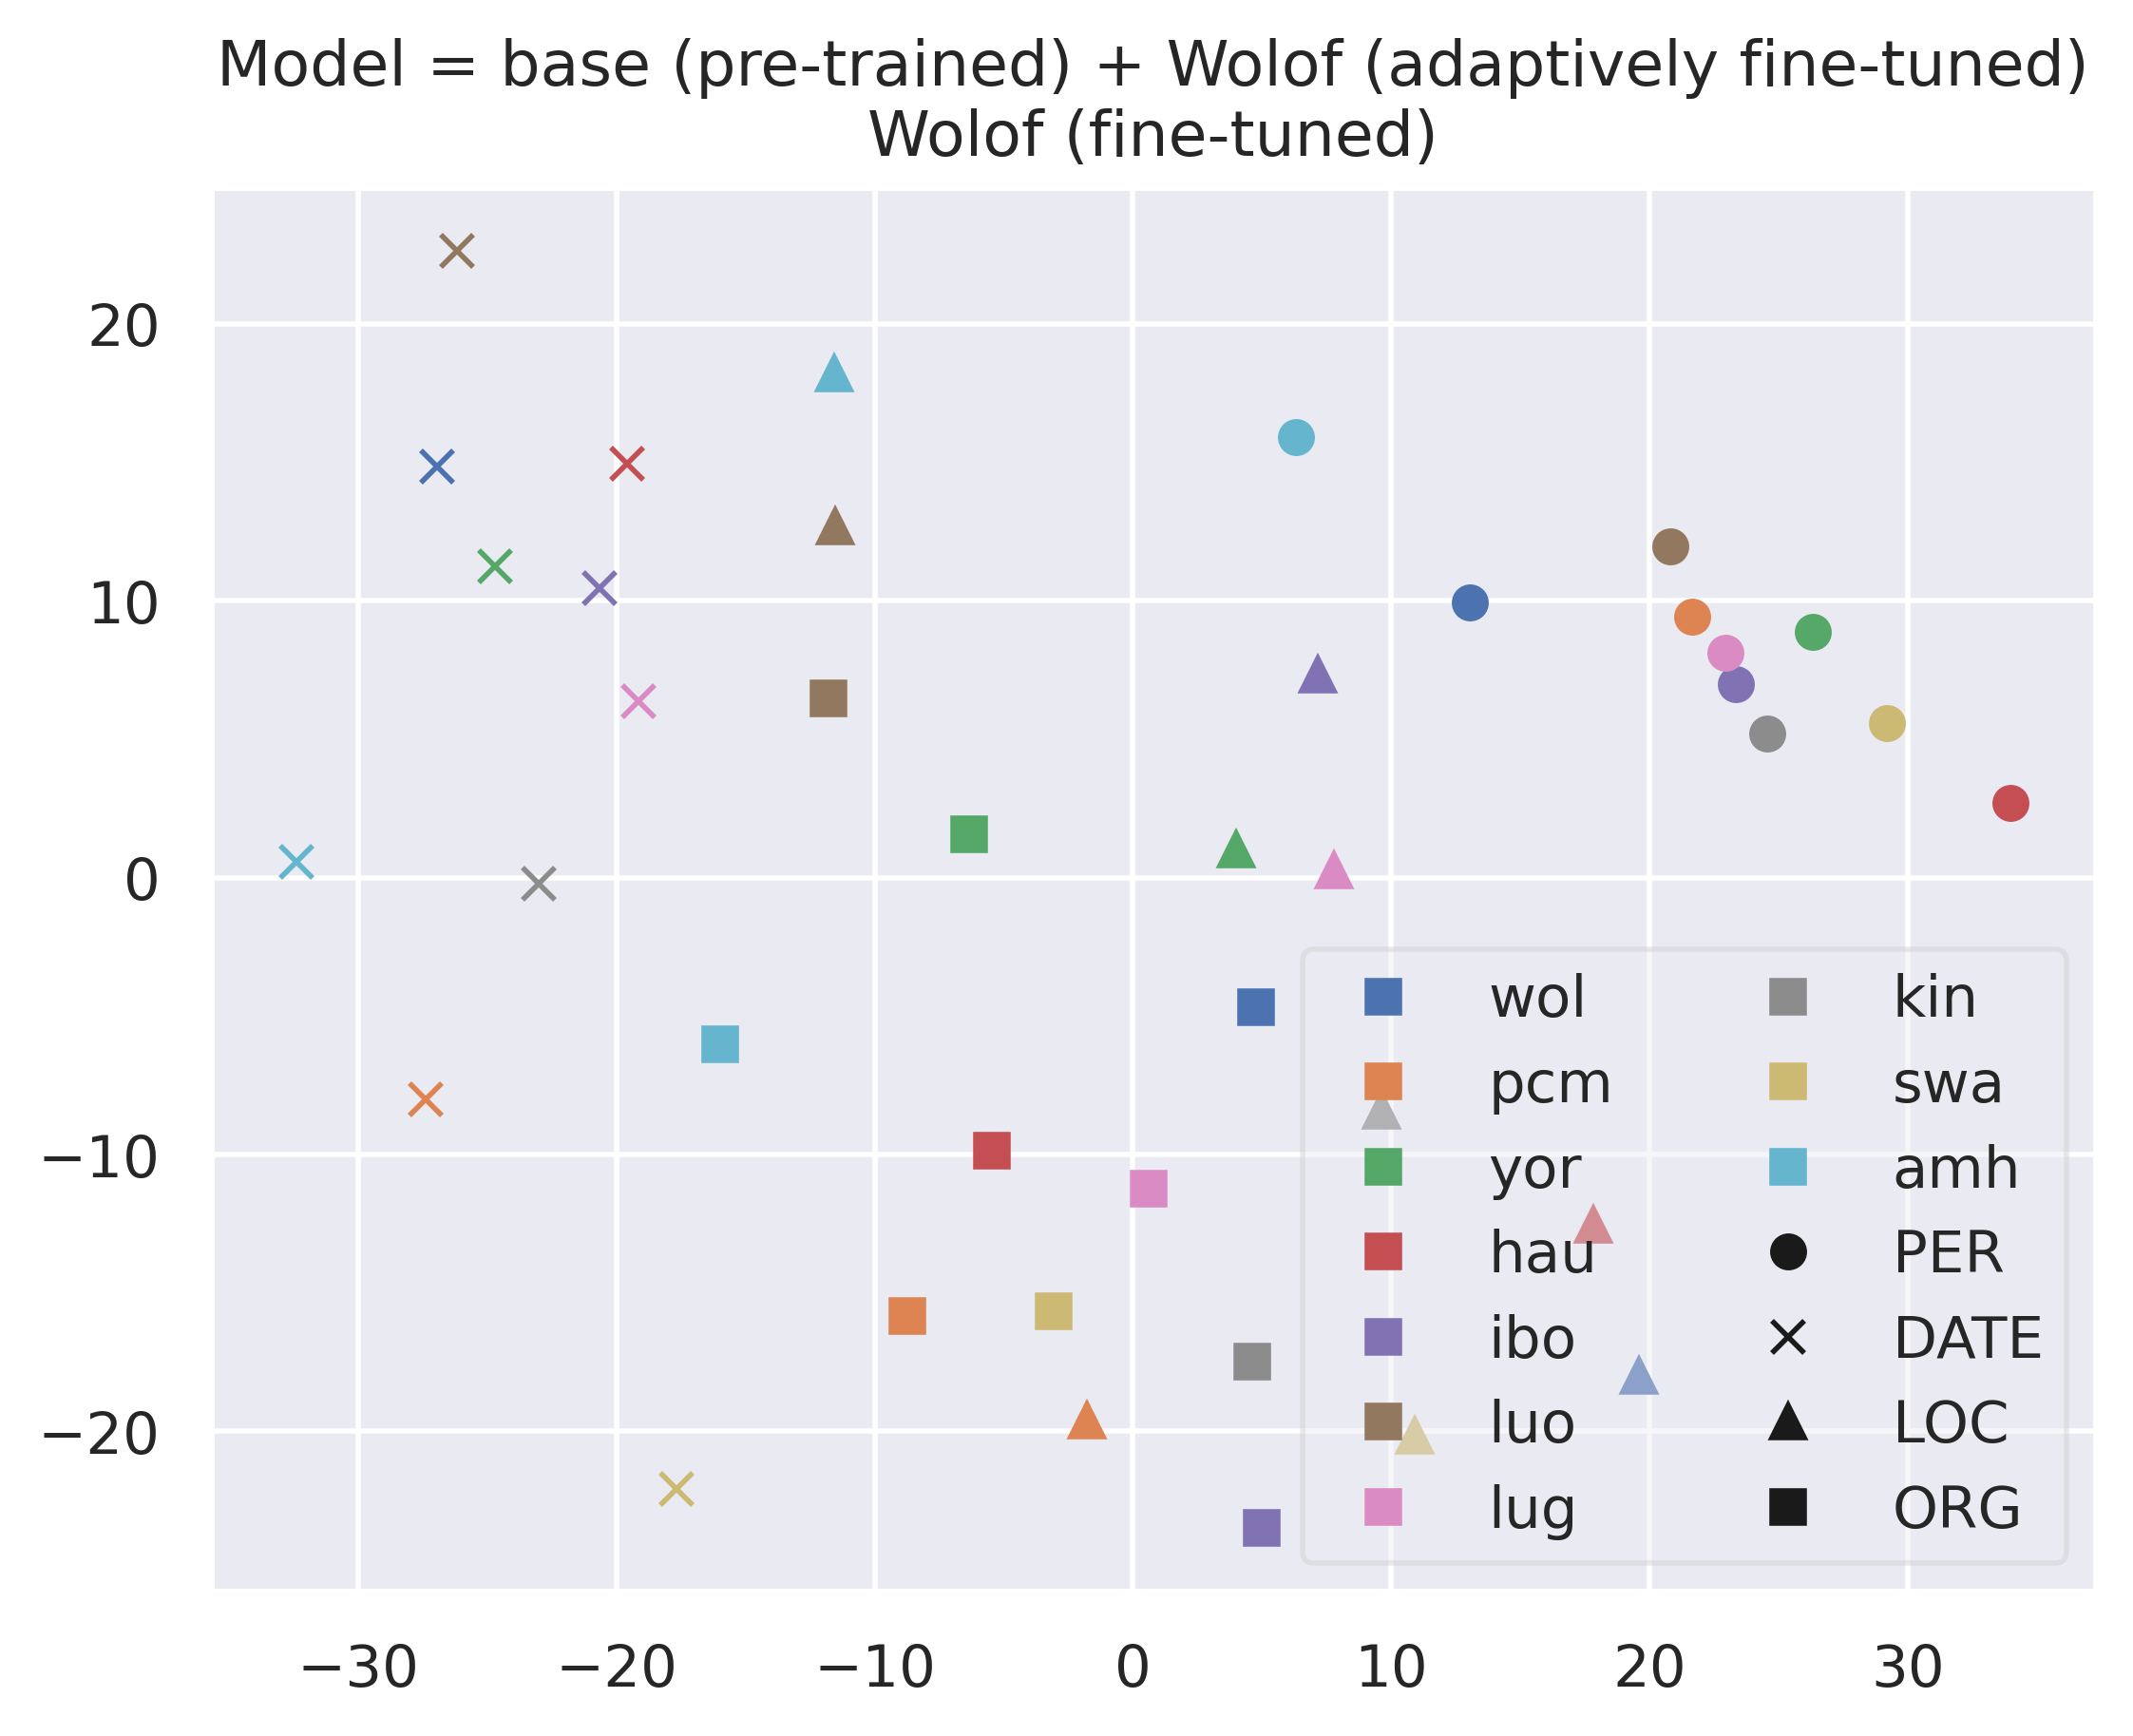 Model = base (pre-trained) + Wolof (adaptively fine-tuned)
Wolof (fine-tuned)
20
10
0
−10
−20
−30
−20
−10
0
10
20
30
wol
pcm
yor
hau
ibo
luo
lug
kin
swa
amh
PER
DATE
LOC
ORG